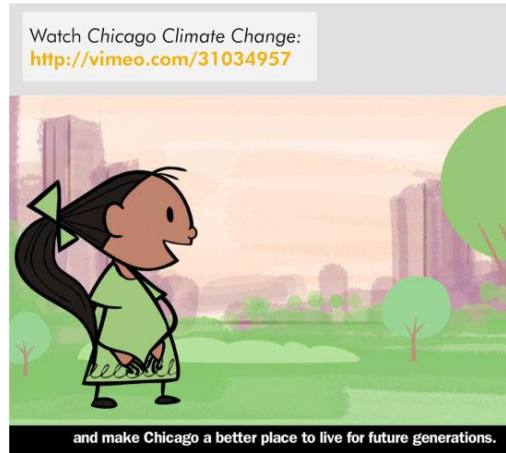 Watch Chicago Climate Change:
http://vimeo.com/31034957
and make Chicago a better place to live for future generations.